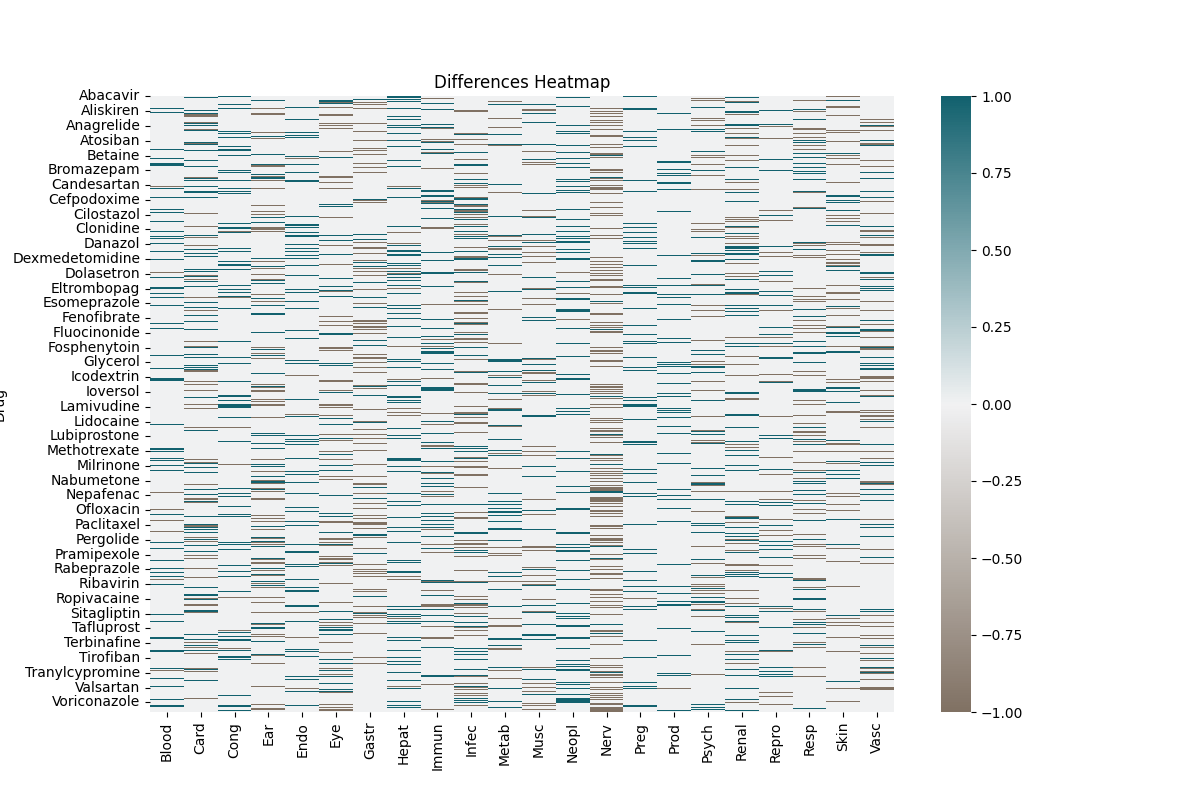 Differences Heatmap
Abacavir
Aliskiren
Anagrelide
Atosiban
Betaine
Bromazepam
Candesartan
Cefpodoxime
Cilostazol
Clonidine
Danazol
Dexmedetomidine
Dolasetron
Eltrombopag
Esomeprazole
Fenofibrate
Fluocinonide
Fosphenytoin
Glycerol
Icodextrin
Ioversol
Lamivudine
Lidocaine
Lubiprostone
Methotrexate
Milrinone
Nabumetone
Nepafenac
Ofloxacin
Paclitaxel
Pergolide
Pramipexole
Rabeprazole
Ribavirin
Ropivacaine
Sitagliptin
Tafluprost
Terbinafine
Tirofiban
Tranylcypromine
Valsartan
Voriconazole
Blood
Card
Cong
Ear
Endo
Eye
Gastr
Hepat
Immun
Infec
Metab
Musc
Neopl
Nerv
Preg
Prod
Psych
Renal
Repro
Resp
Skin
Vasc
1.00
0.75
0.50
0.25
0.00
−0.25
−0.50
−0.75
−1.00